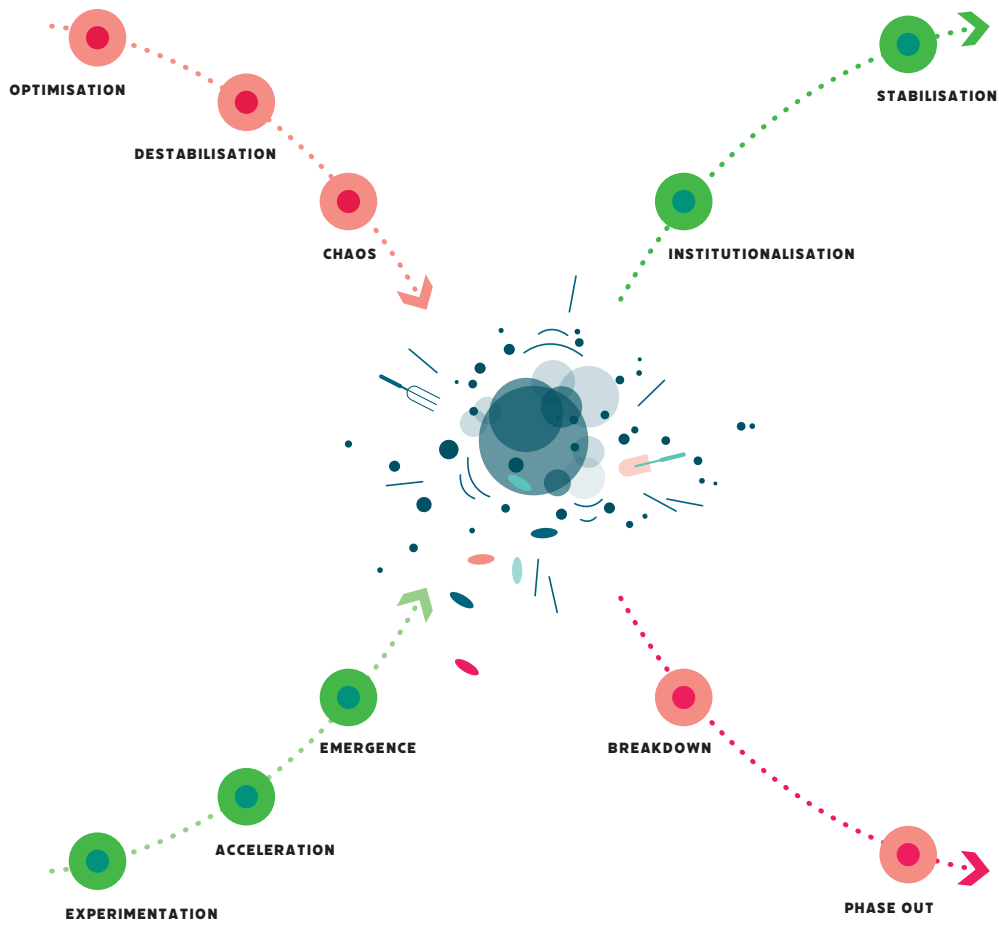 OPTIMISATION
STABILISATION
DESTABILISATION
CHAOS
INSTITUTIONALISATION
EMERGENCE
BREAKDOWN
ACCELERATION
PHASE OUT
EXPERIMENTATION